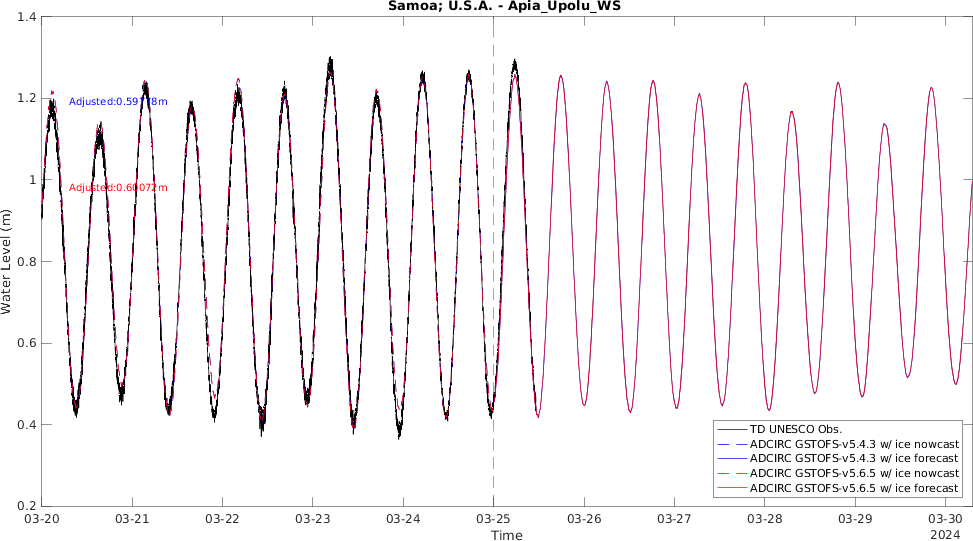 Samoa; U.S.A. - Apia_Upolu_WS
1.4
1.2
1
0.8
0.6
0.4
0.2
Water Level (m)
Adjusted:0.59178m
Adjusted:0.60072m
TD UNESCO Obs.
ADCIRC GSTOFS-v5.4.3 w/ ice nowcast
ADCIRC GSTOFS-v5.4.3 w/ ice forecast
ADCIRC GSTOFS-v5.6.5 w/ ice nowcast
ADCIRC GSTOFS-v5.6.5 w/ ice forecast
03-20 03-21 03-22 03-23 03-24 03-25 03-26 03-27 03-28 03-29 03-30
Time
2024